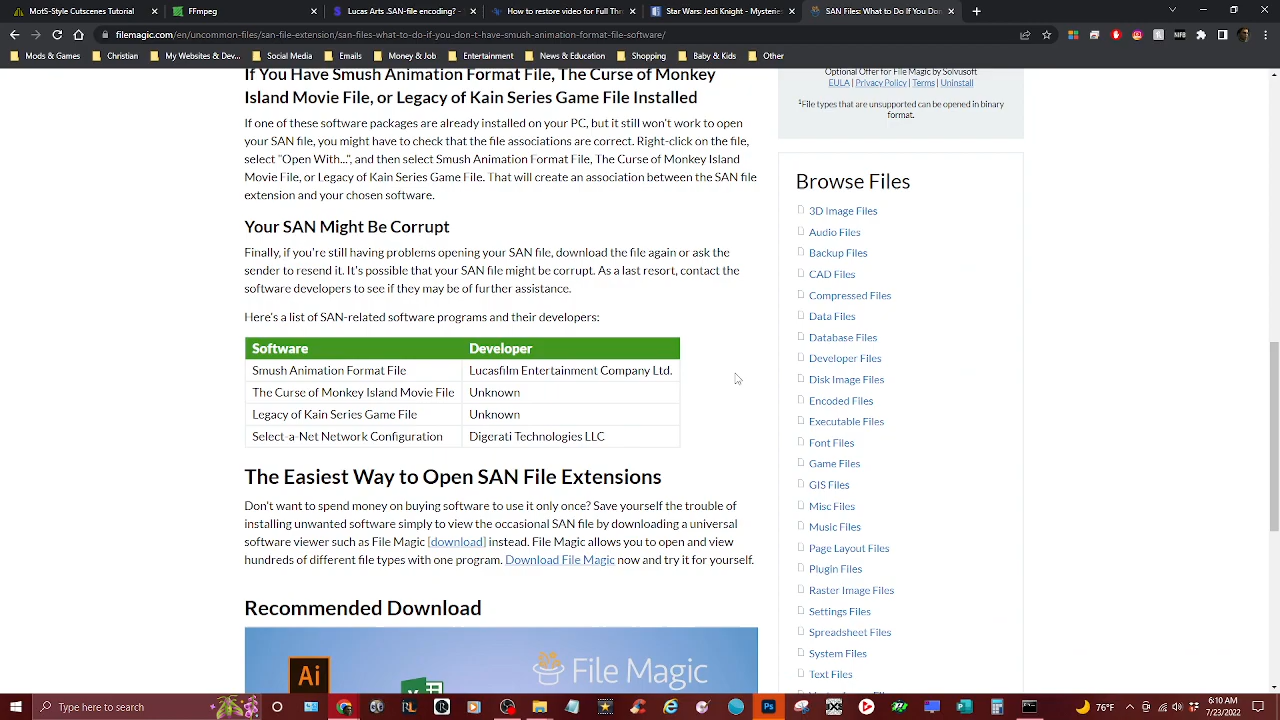 MotS-Style Cutscenes Tutorial
FFmpeg
Lucas Arts .SAN-file encoding? -
How to restore video for Full Thr
Star Wars: Jedi Knight - Mysteri
SAN Files What to Do if You Don'
filemagic.com/en/uncommon-files/san-file-extension/san-files-what-to-do-if-you-don't-have-smush-animation-format-file-software/
Mods & Games
Christian
My Websites & Dev...
Social Media
Emails
Money & Job
Entertainment
News & Education
Shopping
Baby & Kids
Other
If You Have Smush Animation Format File, The Curse of Monkey
Island Movie File, or Legacy of Kain Series Game File Installed
If one of these software packages are already installed on your PC, but it still won't work to open
your SAN file, you might have to check that the file associations are correct. Right-click on the file,
select "Open With...", and then select Smush Animation Format File, The Curse of Monkey Island
Movie File, or Legacy of Kain Series Game File. That will create an association between the SAN file
extension and your chosen software.
Your SAN Might Be Corrupt
Finally, if you're still having problems opening your SAN file, download the file again or ask the
sender to resend it. It's possible that your SAN file might be corrupt. As a last resort, contact the
software developers to see if they may be of further assistance.
Here's a list of SAN-related software programs and their developers:
Software Developer
Smush Animation Format File Lucasfilm Entertainment Company Ltd.
The Curse of Monkey Island Movie File Unknown
Legacy of Kain Series Game File Unknown
Select-a-Net Network Configuration Digerati Technologies LLC
The Easiest Way to Open SAN File Extensions
Don't want to spend money on buying software to use it only once? Save yourself the trouble of
installing unwanted software simply to view the occasional SAN file by downloading a universal
software viewer such as File Magic [download] instead. File Magic allows you to open and view
hundreds of different file types with one program. Download File Magic now and try it for yourself.
Recommended Download
Ai
File Magic
Optional Offer for File Magic by Solvusoft
EULA | Privacy Policy | Terms | Uninstall
1File types that are unsupported can be opened in binary
format.
Browse Files
3D Image Files
Audio Files
Backup Files
CAD Files
Compressed Files
Data Files
Database Files
Developer Files
Disk Image Files
Encoded Files
Executable Files
Font Files
Game Files
GIS Files
Misc Files
Music Files
Page Layout Files
Plugin Files
Raster Image Files
Settings Files
Spreadsheet Files
System Files
Text Files
Type here to search
Ps
70°F
6:10 AM
7/23/2022